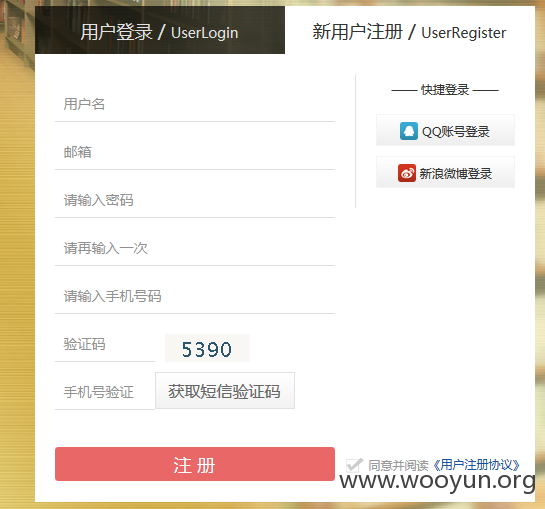 用户登录 / UserLogin
新用户注册 / UserRegister
用户名
邮箱
请输入密码
请再输入一次
请输入手机号码
验证码
5390
手机号验证
获取短信验证码
注 册
快捷登录
QQ账号登录
新浪微博登录
同意并阅读《用户注册协议》
www.wooyun.org